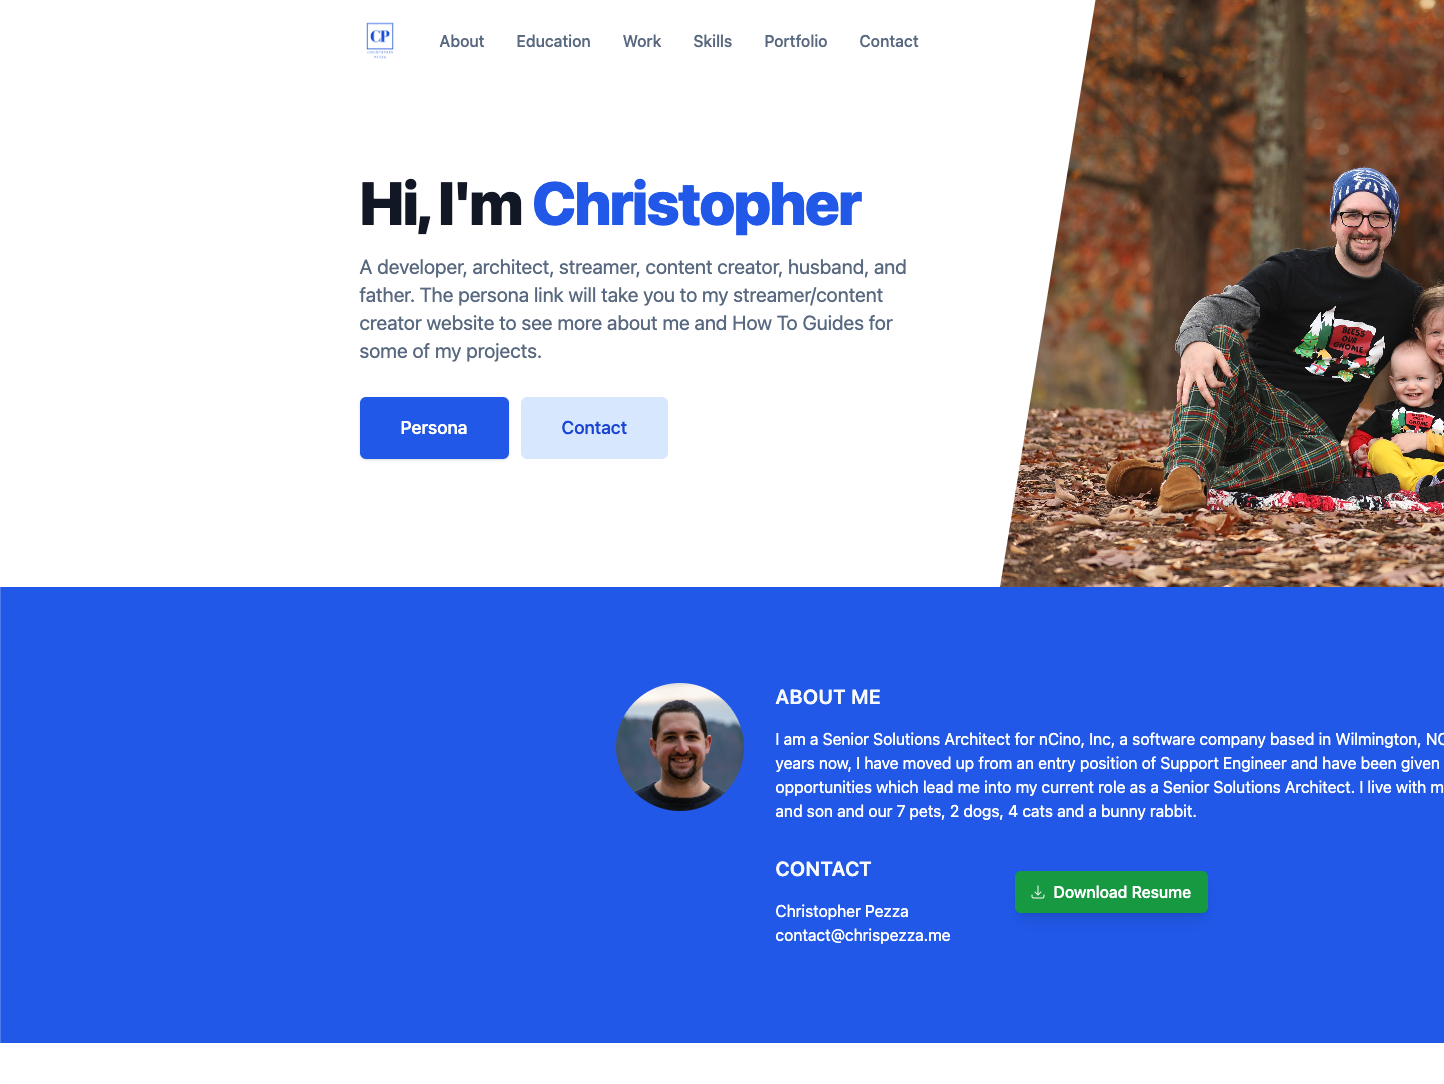 CP
About Education Work Skills Portfolio Contact
Hi, I'm Christopher
A developer, architect, streamer, content creator, husband, and
father. The persona link will take you to my streamer/content
creator website to see more about me and How To Guides for
some of my projects.
Persona Contact
BLESS
OUR
GNOME
ABOUT ME
I am a Senior Solutions Architect for nCino, Inc, a software company based in Wilmington, NC
years now, I have moved up from an entry position of Support Engineer and have been given
opportunities which lead me into my current role as a Senior Solutions Architect. I live with m
and son and our 7 pets, 2 dogs, 4 cats and a bunny rabbit.
CONTACT
Download Resume
Christopher Pezza
contact@chrispezza.me